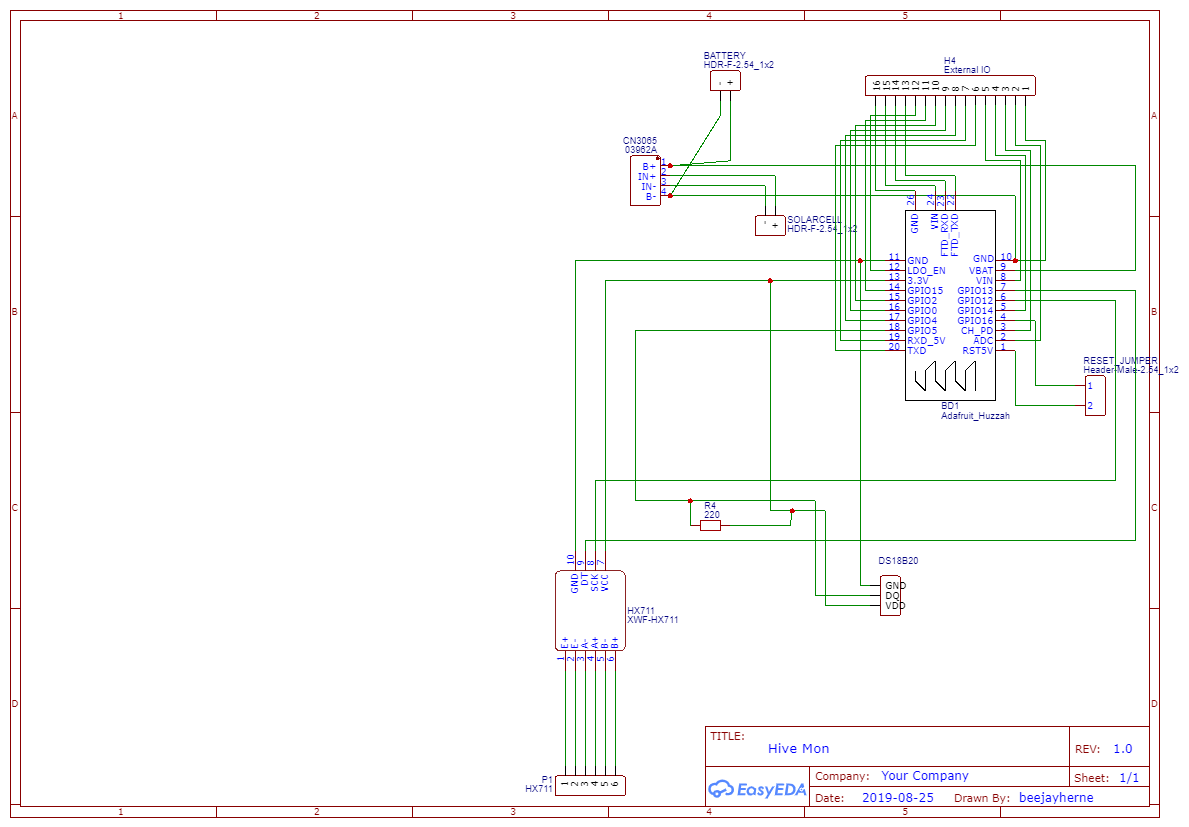 1 2 3 4 5
A
B
C
D
A
B
C
D
BATTERY
HDR-F-2.54_1x2
- +
H4
External IO
16 15 14 13 12 11 10 9 8 7 6 5 4 3 2 1
CN3065
03962A
B+ 1
IN+ 2
IN- 3
B- 4
SOLARCELL
HDR-F-2.54_1x2
- +
26 24 23 22
GND VIN FTD_RXD FTD_TXD
11 GND GND 10
12 LDO_EN VBAT 9
13 3.3V VIN 8
14 GPIO15 GPIO13 7
15 GPIO2 GPIO12 6
16 GPIO0 GPIO14 5
17 GPIO4 GPIO16 4
18 GPIO5 CH_PD 3
19 RXD_5V ADC 2
20 TXD RST5V 1
BD1
Adafruit_Huzzah
RESET_JUMPER
Header-Male-2.54_1x2
1
2
R4
220
DS18B20
GND
DQ
VDD
10 9 8 7
GND DT SCK VCC
HX711
XWF-HX711
E+ E- A- A+ B- B+
1 2 3 4 5 6
P1
HX711
1 2 3 4 5 6
TITLE:
Hive Mon
REV: 1.0
EasyEDA
Company: Your Company
Sheet: 1/1
Date: 2019-08-25 Drawn By: beejayherne
1 2 3 4 5